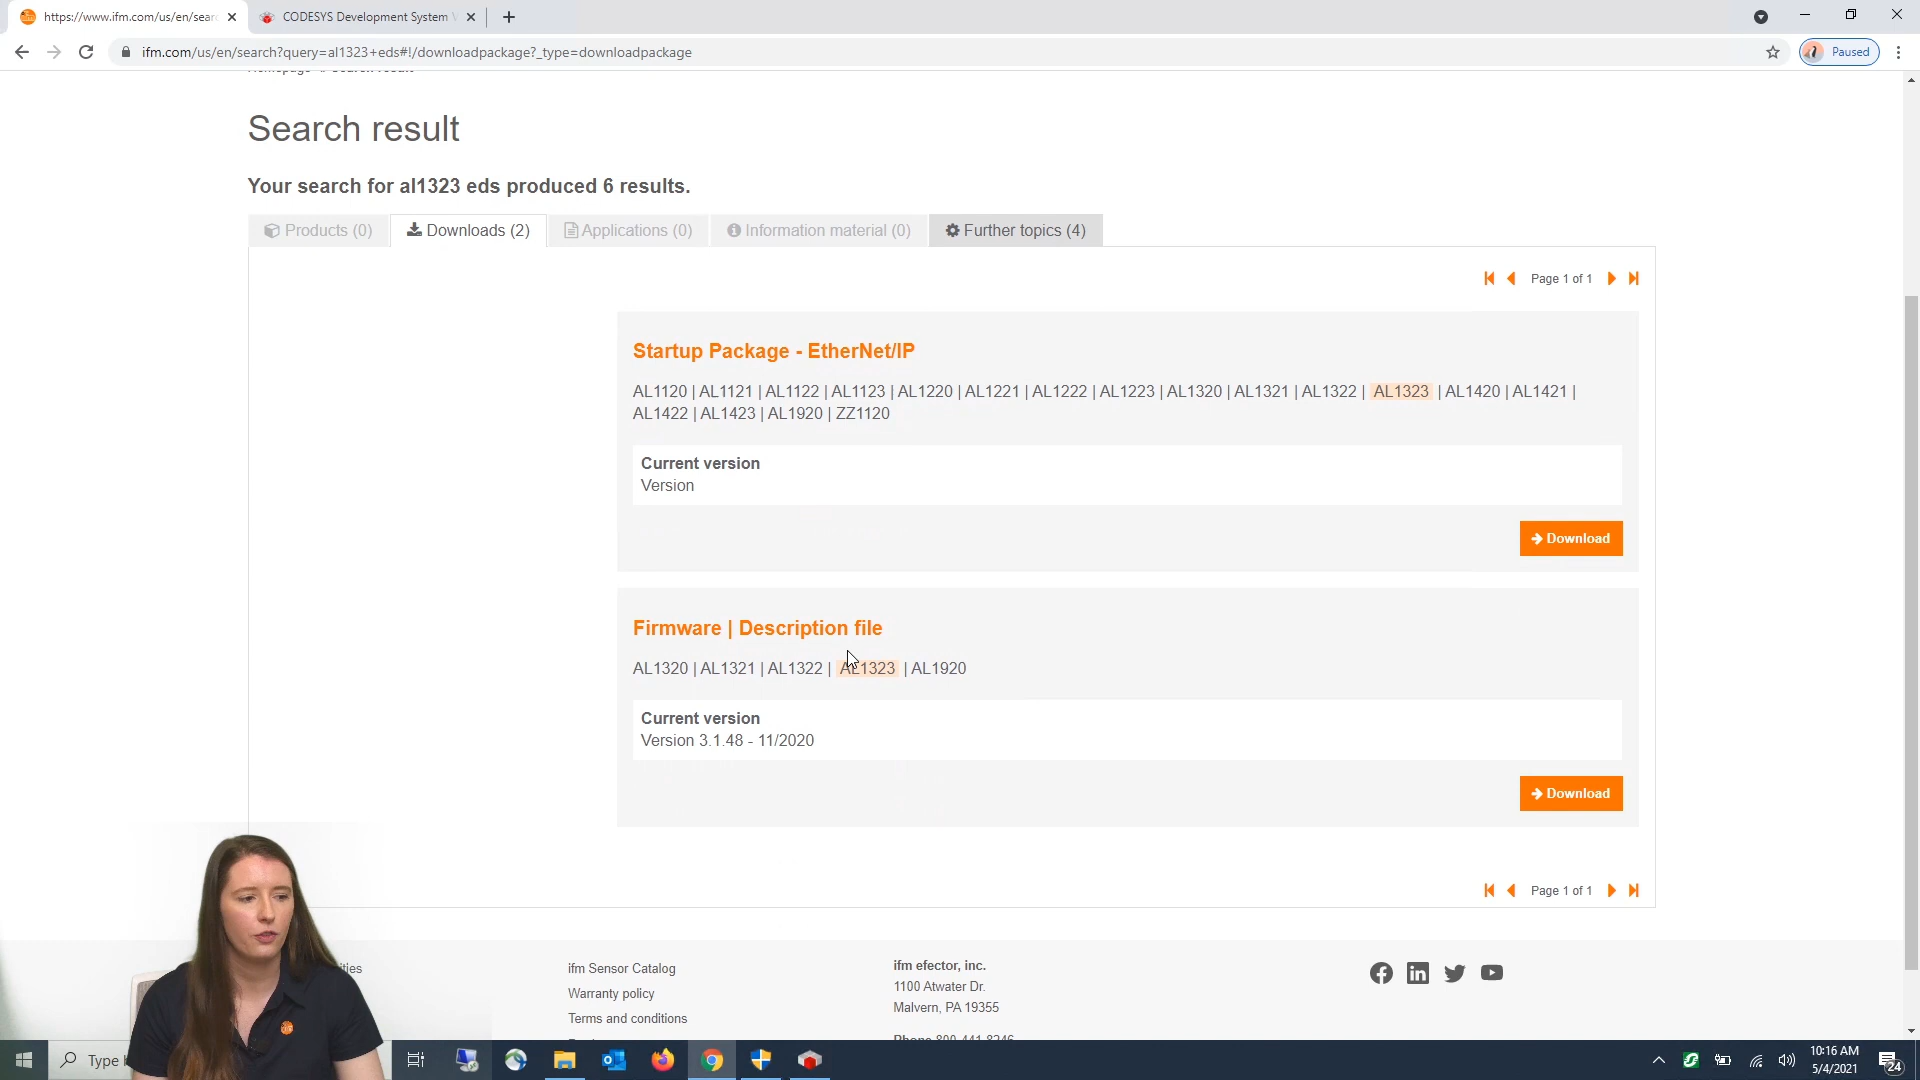 https://www.ifm.com/us/en/sear
CODESYS Development System V
ifm.com/us/en/search?query=al1323+eds#!/downloadpackage?_type=downloadpackage
Paused
Search result
Your search for al1323 eds produced 6 results.
Products (0)
Downloads (2)
Applications (0)
Information material (0)
Further topics (4)
Page 1 of 1
Startup Package - EtherNet/IP
AL1120 | AL1121 | AL1122 | AL1123 | AL1220 | AL1221 | AL1222 | AL1223 | AL1320 | AL1321 | AL1322 | AL1323 | AL1420 | AL1421 |
AL1422 | AL1423 | AL1920 | ZZ1120
Current version
Version
Download
Firmware | Description file
AL1320 | AL1321 | AL1322 | AL1323 | AL1920
Current version
Version 3.1.48 - 11/2020
Download
Page 1 of 1
ifm Sensor Catalog
Warranty policy
Terms and conditions
ifm efector, inc.
1100 Atwater Dr.
Malvern, PA 19355
Phone 800-441-8246
Type
10:16 AM
5/4/2021
24